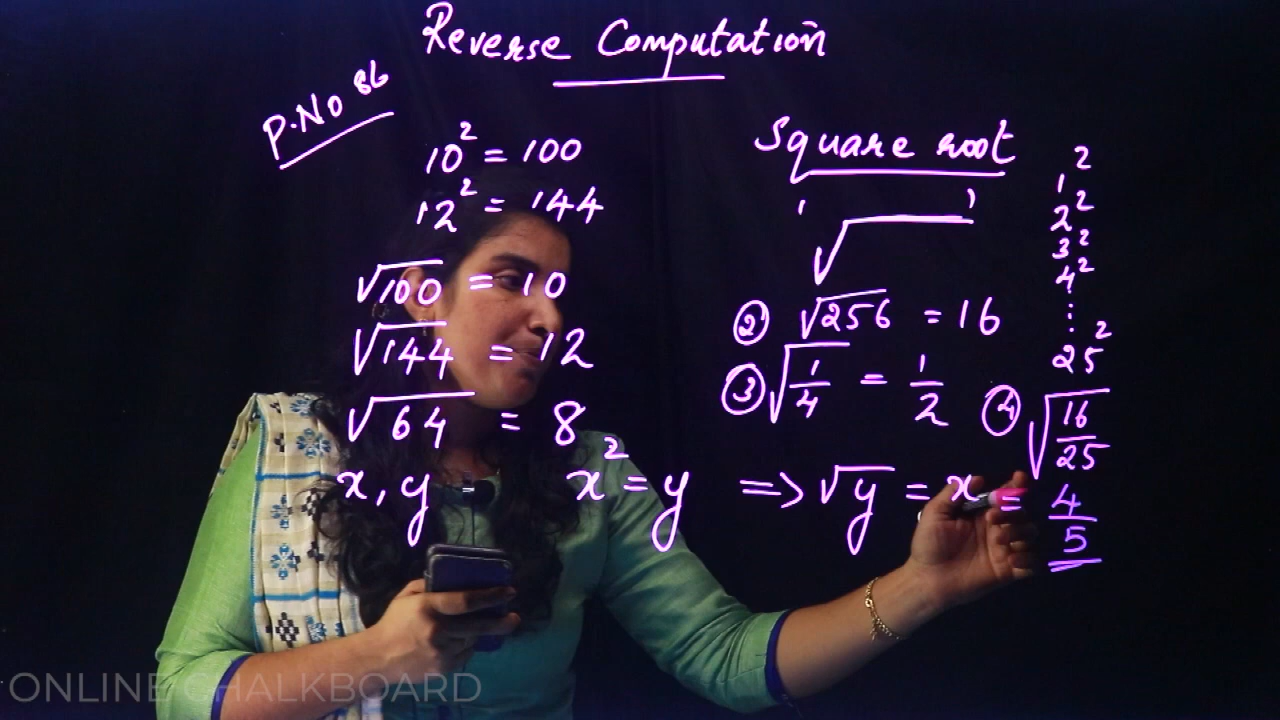 Reverse Computation
P.No 86
10² = 100
12² = 144
√100 = 10
√144 = 12
√64 = 8
x, y x² = y => √y = x
Square root
√
② √256 = 16
③ √1/4 = 1/2
④ √16/25
= 4/5
1²
2²
3²
4²
⋮
25²
ONLINE CHALKBOARD